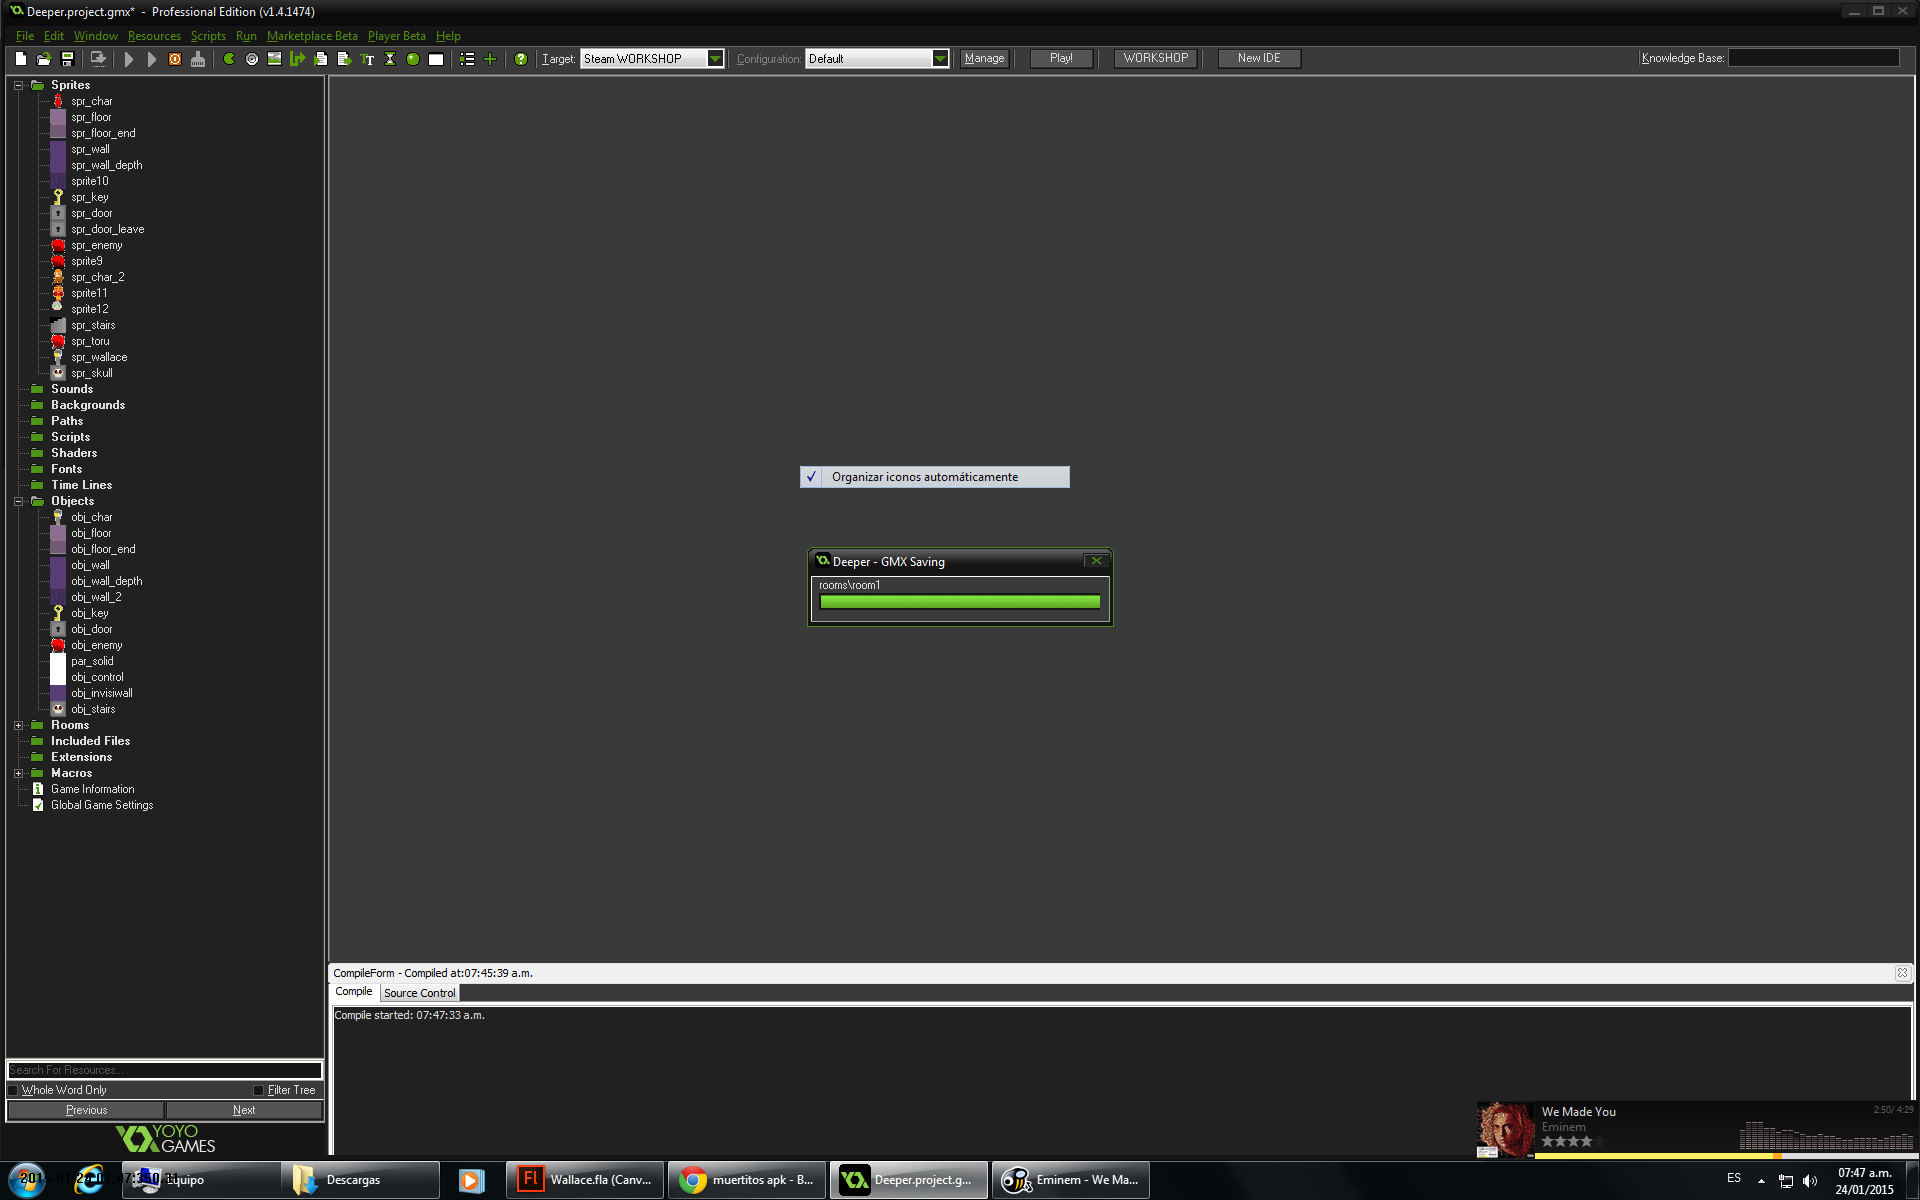 Deeper.project.gmx* - Professional Edition (v1.4.1474)
File Edit Window Resources Scripts Run Marketplace Beta Player Beta Help
Target: Steam WORKSHOP Configuration: Default Manage Play! WORKSHOP New IDE Knowledge Base:
Sprites
spr_char
spr_floor
spr_floor_end
spr_wall
spr_wall_depth
sprite10
spr_key
spr_door
spr_door_leave
spr_enemy
sprite9
spr_char_2
sprite11
sprite12
spr_stairs
spr_toru
spr_wallace
spr_skull
Sounds
Backgrounds
Paths
Scripts
Shaders
Fonts
Time Lines
Objects
obj_char
obj_floor
obj_floor_end
obj_wall
obj_wall_depth
obj_wall_2
obj_key
obj_door
obj_enemy
par_solid
obj_control
obj_invisiwall
obj_stairs
Rooms
Included Files
Extensions
Macros
Game Information
Global Game Settings
Organizar iconos automáticamente
Deeper - GMX Saving
rooms\room1
CompileForm - Compiled at:07:45:39 a.m.
Compile Source Control
Compile started: 07:47:33 a.m.
Search For Resources...
Whole Word Only Filter Tree
Previous Next
YOYO GAMES
We Made You
2:50/ 4:29
Eminem
Equipo
Descargas
Wallace.fla (Canv...
muertitos apk - B...
Deeper.project.g...
Eminem - We Ma...
ES
07:47 a.m.
24/01/2015